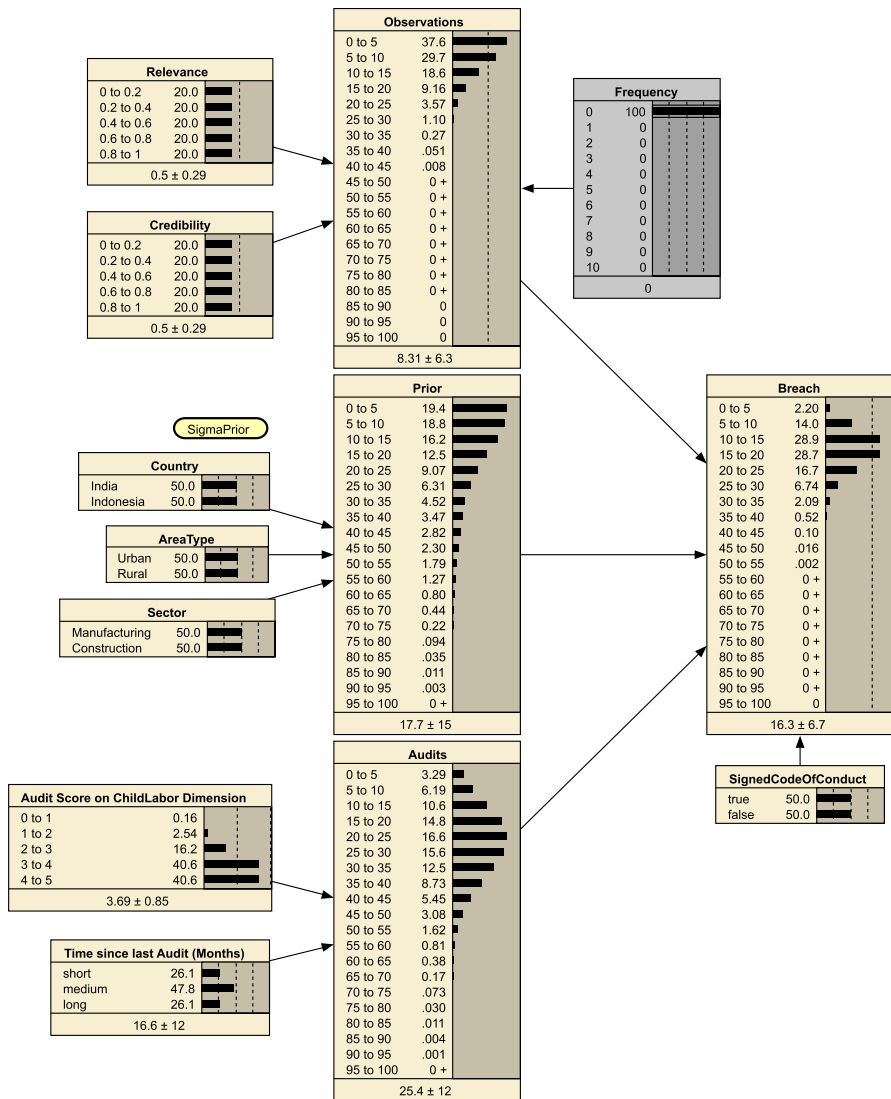 Observations
0 to 5 37.6
5 to 10 29.7
10 to 15 18.6
15 to 20 9.16
20 to 25 3.57
25 to 30 1.10
30 to 35 0.27
35 to 40 .051
40 to 45 .008
45 to 50 0 +
50 to 55 0 +
55 to 60 0 +
60 to 65 0 +
65 to 70 0 +
70 to 75 0 +
75 to 80 0 +
80 to 85 0 +
85 to 90 0
90 to 95 0
95 to 100 0
8.31 ± 6.3
Relevance
0 to 0.2 20.0
0.2 to 0.4 20.0
0.4 to 0.6 20.0
0.6 to 0.8 20.0
0.8 to 1 20.0
0.5 ± 0.29
Credibility
0 to 0.2 20.0
0.2 to 0.4 20.0
0.4 to 0.6 20.0
0.6 to 0.8 20.0
0.8 to 1 20.0
0.5 ± 0.29
Frequency
0 100
1 0
2 0
3 0
4 0
5 0
6 0
7 0
8 0
9 0
10 0
0
Prior
0 to 5 19.4
5 to 10 18.8
10 to 15 16.2
15 to 20 12.5
20 to 25 9.07
25 to 30 6.31
30 to 35 4.52
35 to 40 3.47
40 to 45 2.82
45 to 50 2.30
50 to 55 1.79
55 to 60 1.27
60 to 65 0.80
65 to 70 0.44
70 to 75 0.22
75 to 80 .094
80 to 85 .035
85 to 90 .011
90 to 95 .003
95 to 100 0 +
17.7 ± 15
SigmaPrior
Country
India 50.0
Indonesia 50.0
AreaType
Urban 50.0
Rural 50.0
Sector
Manufacturing 50.0
Construction 50.0
Breach
0 to 5 2.20
5 to 10 14.0
10 to 15 28.9
15 to 20 28.7
20 to 25 16.7
25 to 30 6.74
30 to 35 2.09
35 to 40 0.52
40 to 45 0.10
45 to 50 .016
50 to 55 .002
55 to 60 0 +
60 to 65 0 +
65 to 70 0 +
70 to 75 0 +
75 to 80 0 +
80 to 85 0 +
85 to 90 0 +
90 to 95 0 +
95 to 100 0
16.3 ± 6.7
SignedCodeOfConduct
true 50.0
false 50.0
Audits
0 to 5 3.29
5 to 10 6.19
10 to 15 10.6
15 to 20 14.8
20 to 25 16.6
25 to 30 15.6
30 to 35 12.5
35 to 40 8.73
40 to 45 5.45
45 to 50 3.08
50 to 55 1.62
55 to 60 0.81
60 to 65 0.38
65 to 70 0.17
70 to 75 .073
75 to 80 .030
80 to 85 .011
85 to 90 .004
90 to 95 .001
95 to 100 0 +
25.4 ± 12
Audit Score on ChildLabor Dimension
0 to 1 0.16
1 to 2 2.54
2 to 3 16.2
3 to 4 40.6
4 to 5 40.6
3.69 ± 0.85
Time since last Audit (Months)
short 26.1
medium 47.8
long 26.1
16.6 ± 12